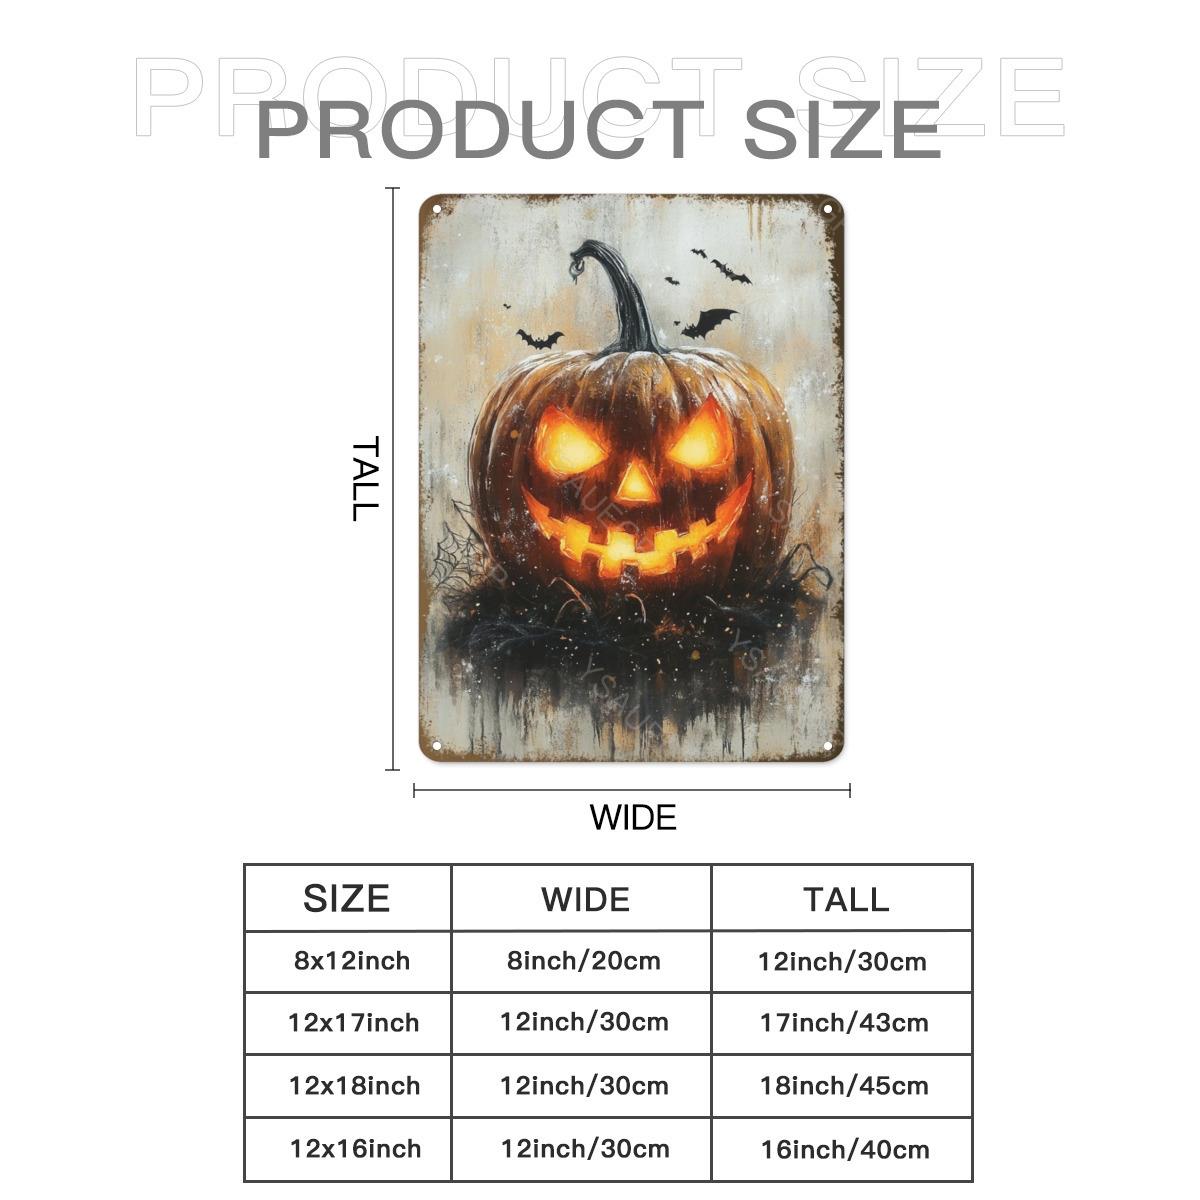 PRODUCT SIZE
PRODUCT SIZE
TALL
WIDE
SIZE WIDE TALL
8x12inch 8inch/20cm 12inch/30cm
12x17inch 12inch/30cm 17inch/43cm
12x18inch 12inch/30cm 18inch/45cm
12x16inch 12inch/30cm 16inch/40cm